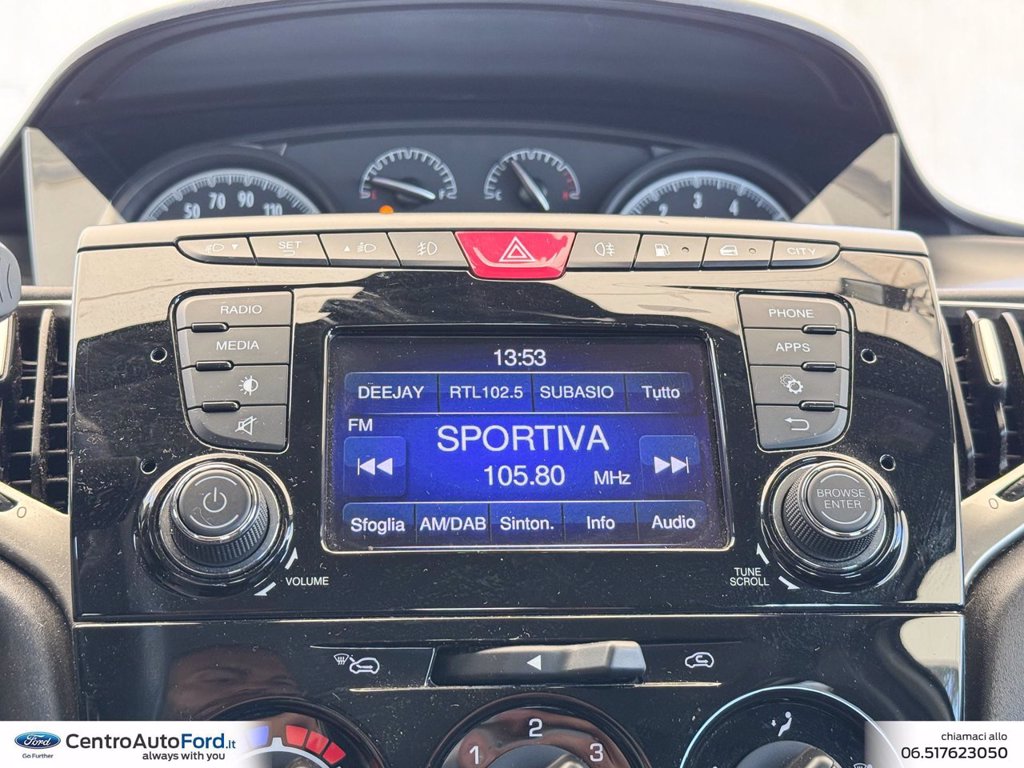 F
50 70 90 110
2 3 4
SET
CITY
RADIO
MEDIA
PHONE
APPS
13:53
DEEJAY RTL102.5 SUBASIO Tutto
FM
SPORTIVA
105.80 MHz
Sfoglia AM/DAB Sinton. Info Audio
BROWSE
ENTER
VOLUME
TUNE
SCROLL
1 2 3
Ford
Go Further
CentroAutoFord.it
always with you
chiamaci allo
06.517623050